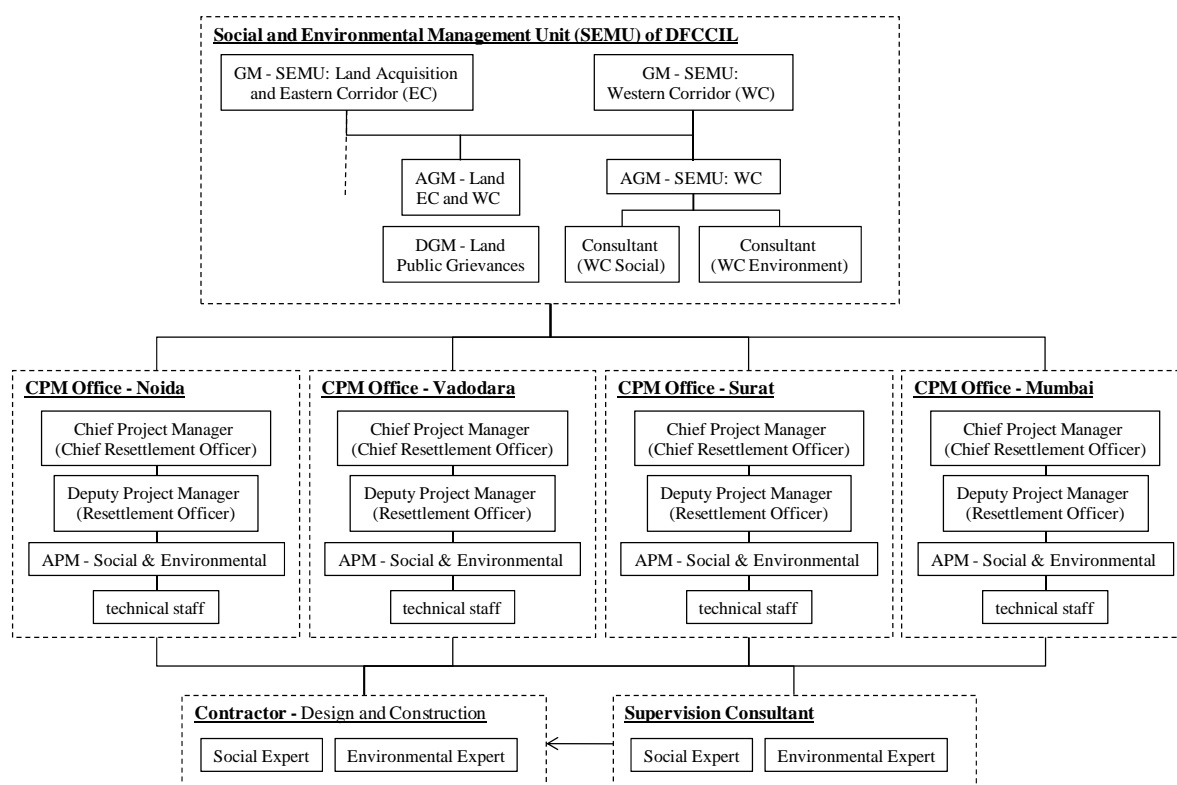 Social and Environmental Management Unit (SEMU) of DFCCIL
GM - SEMU: Land Acquisition
and Eastern Corridor (EC)
GM - SEMU:
Western Corridor (WC)
AGM - Land
EC and WC
AGM - SEMU: WC
DGM - Land
Public Grievances
Consultant
(WC Social)
Consultant
(WC Environment)
CPM Office - Noida
Chief Project Manager
(Chief Resettlement Officer)
Deputy Project Manager
(Resettlement Officer)
APM - Social & Environmental
technical staff
CPM Office - Vadodara
Chief Project Manager
(Chief Resettlement Officer)
Deputy Project Manager
(Resettlement Officer)
APM - Social & Environmental
technical staff
CPM Office - Surat
Chief Project Manager
(Chief Resettlement Officer)
Deputy Project Manager
(Resettlement Officer)
APM - Social & Environmental
technical staff
CPM Office - Mumbai
Chief Project Manager
(Chief Resettlement Officer)
Deputy Project Manager
(Resettlement Officer)
APM - Social & Environmental
technical staff
Contractor - Design and Construction
Social Expert
Environmental Expert
Supervision Consultant
Social Expert
Environmental Expert